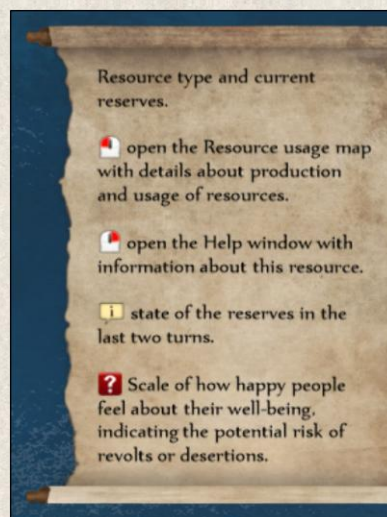 Resource type and current
reserves.
open the Resource usage map
with details about production
and usage of resources.
open the Help window with
information about this resource.
i state of the reserves in the
last two turns.
? Scale of how happy people
feel about their well-being,
indicating the potential risk of
revolts or desertions.